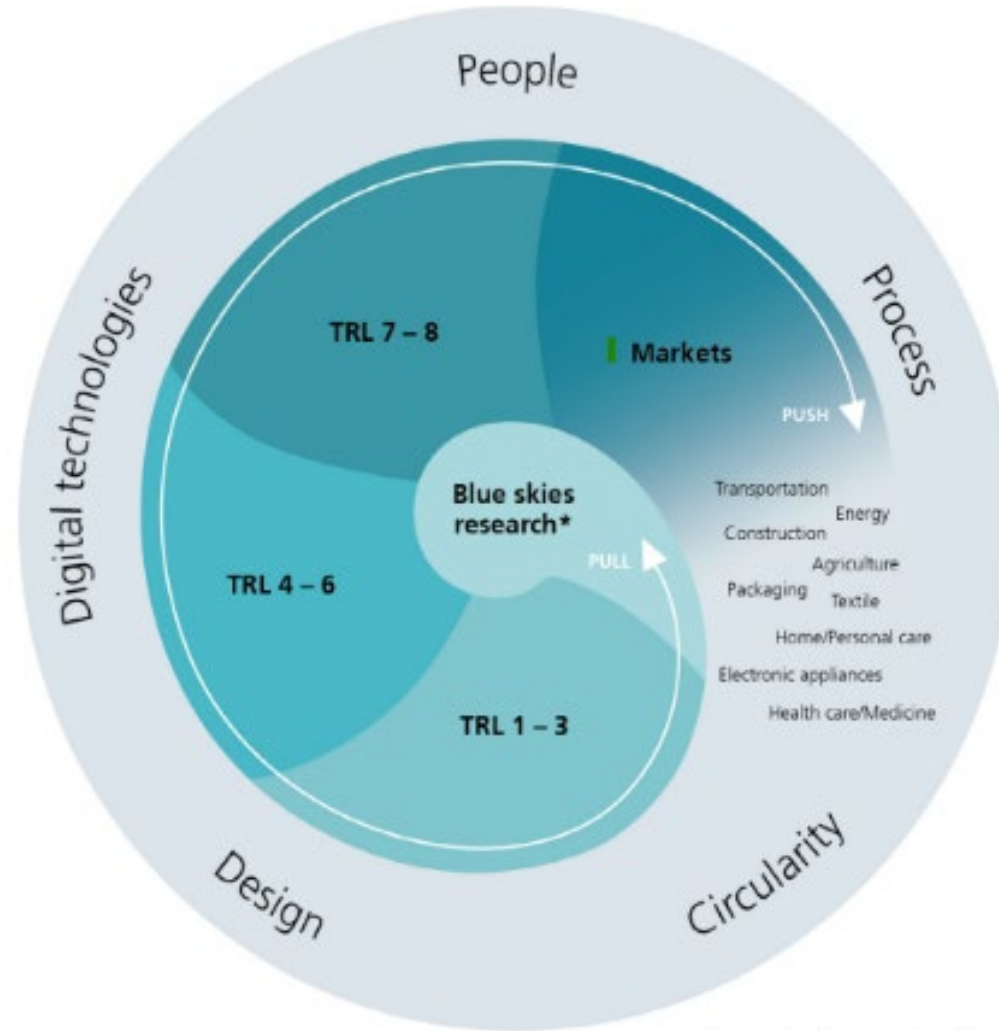 People
Process
Digital technologies
TRL 7 – 8
Markets
PUSH
Blue skies
research*
PULL
Transportation
Energy
Construction
Agriculture
Packaging
Textile
TRL 4 – 6
Home/Personal care
Electronic appliances
Health care/Medicine
TRL 1 – 3
Design
Circularity